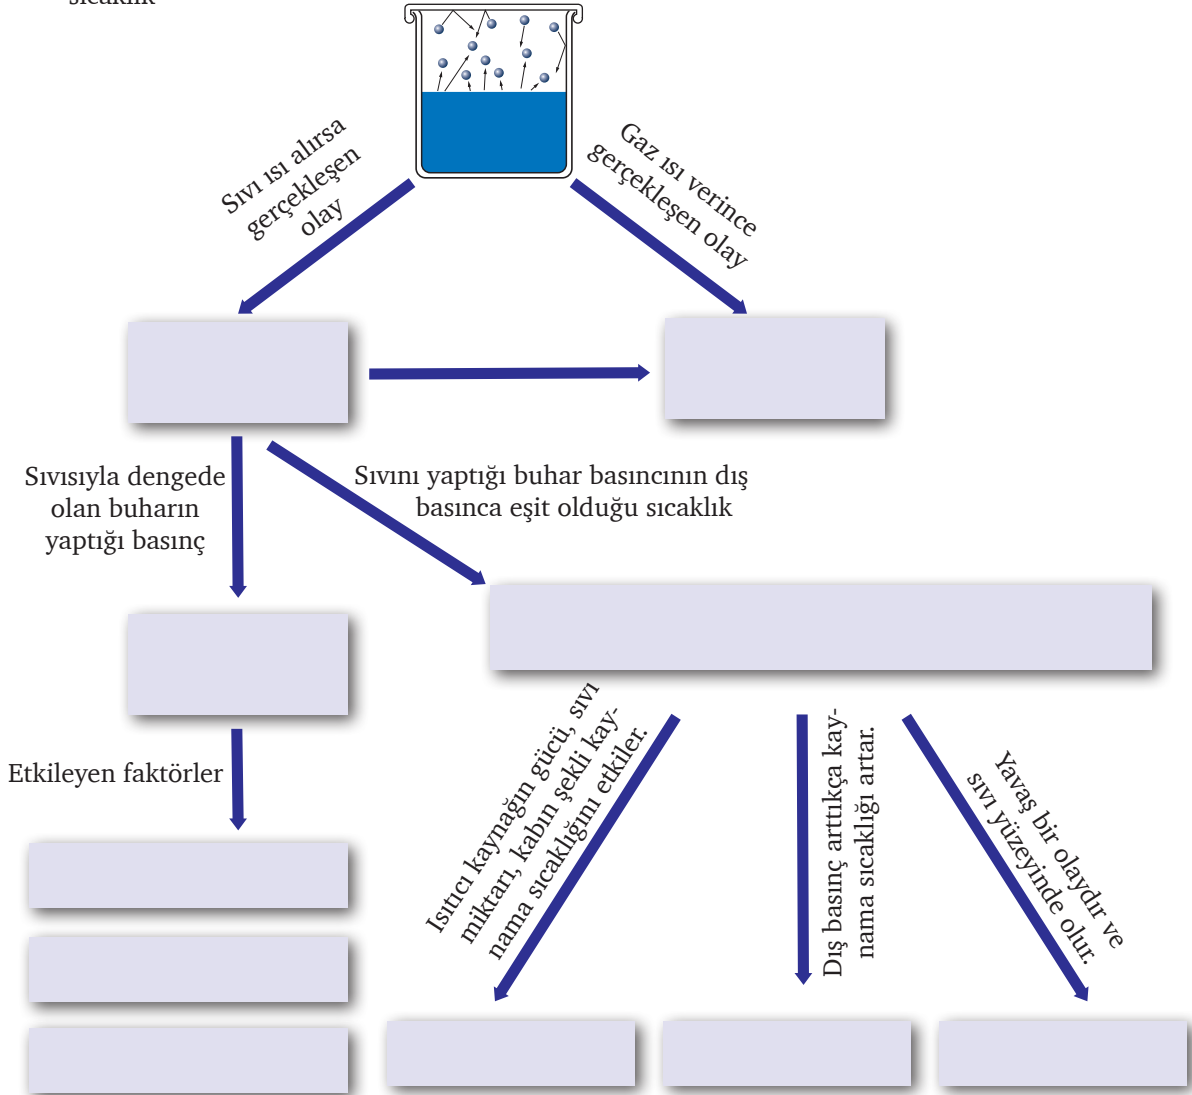 sıcaklık
Sıvı ısı alırsa
gerçekleşen
olay
Gaz ısı verince
gerçekleşen olay
Sıvısıyla dengede
olan buharın
yaptığı basınç
Sıvını yaptığı buhar basıncının dış
basınca eşit olduğu sıcaklık
Etkileyen faktörler
Isıtıcı kaynağın gücü, sıvı
miktarı, kabın şekli kay-
nama sıcaklığını etkiler.
Dış basınç arttıkça kay-
nama sıcaklığı artar.
Yavaş bir olaydır ve
sıvı yüzeyinde olur.